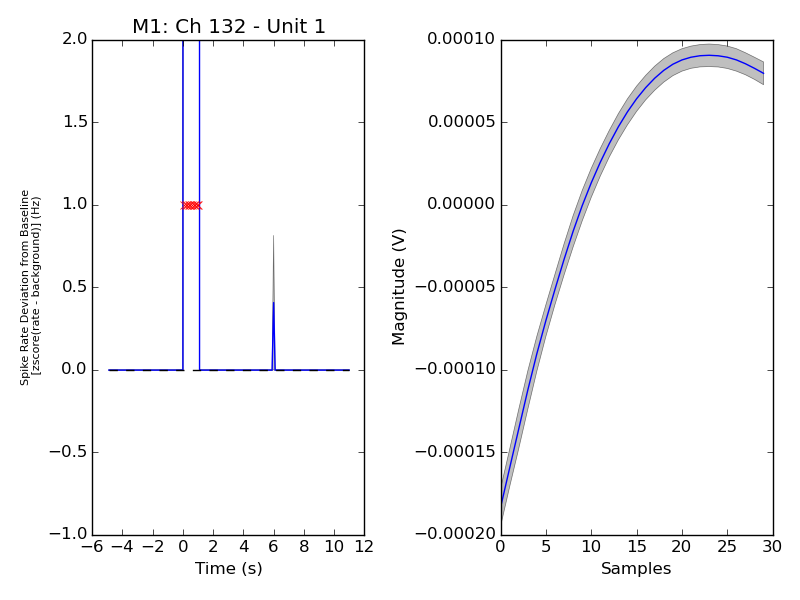 M1: Ch 132 - Unit 1
2.0
1.5
1.0
0.5
0.0
−0.5
−1.0
−6 −4 −2 0 2 4 6 8 10 12
Time (s)
Spike Rate Deviation from Baseline
[zscore(rate - background)] (Hz)
0.00010
0.00005
0.00000
−0.00005
−0.00010
−0.00015
−0.00020
0 5 10 15 20 25 30
Samples
Magnitude (V)